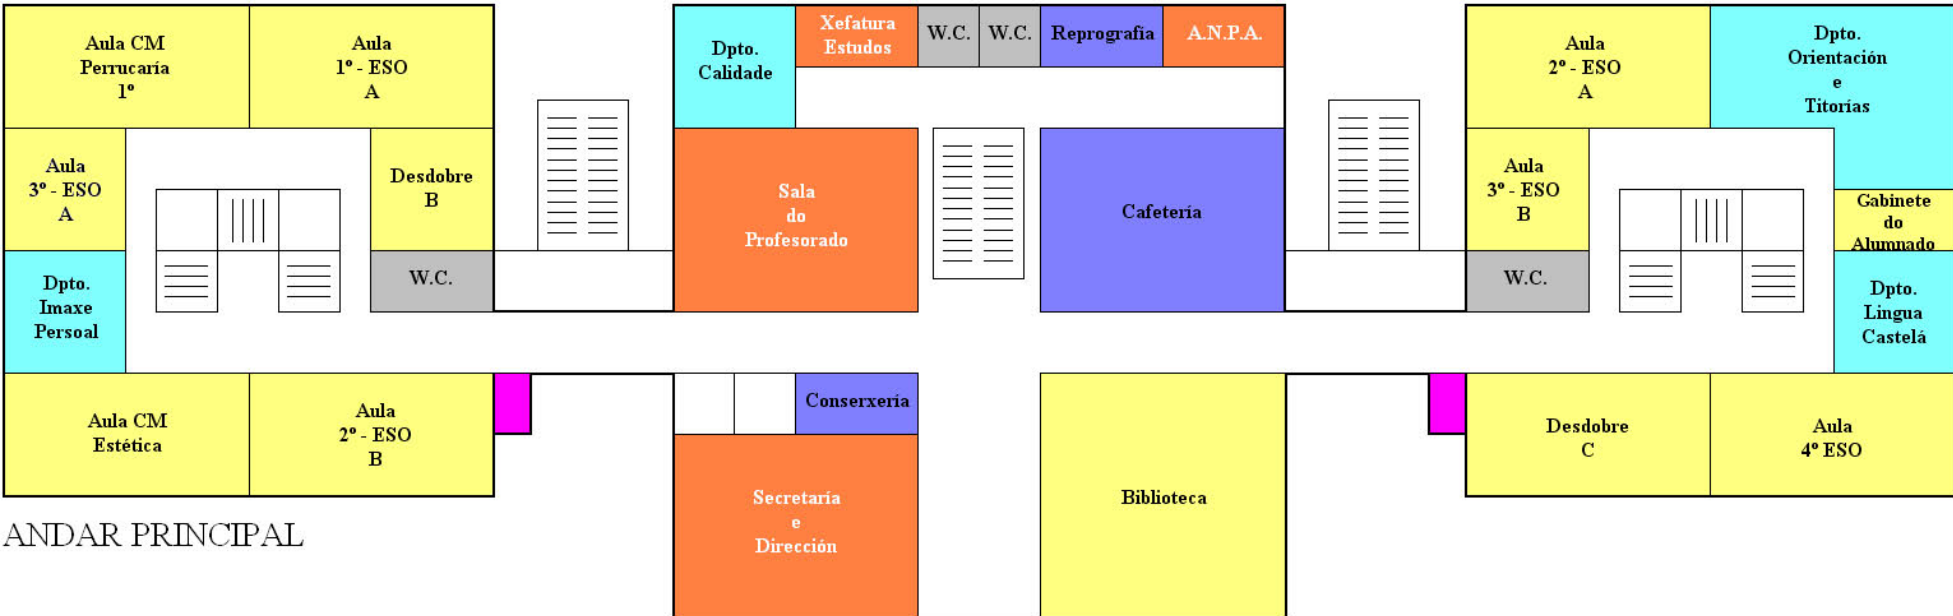 Aula CM
Perrucaría
1º
Aula
1º - ESO
A
Dpto.
Calidade
Xefatura
Estudos
W.C.
W.C.
Reprografía
A.N.P.A.
Aula
2º - ESO
A
Dpto.
Orientación
e
Titorías
Aula
3º - ESO
A
Desdobre
B
Sala
do
Profesorado
Cafetería
Aula
3º - ESO
B
Gabinete
do
Alumnado
Dpto.
Imaxe
Persoal
W.C.
W.C.
Dpto.
Lingua
Castelá
Aula CM
Estética
Aula
2º - ESO
B
Conserxería
Desdobre
C
Aula
4º ESO
Secretaría
e
Dirección
Biblioteca
ANDAR PRINCIPAL